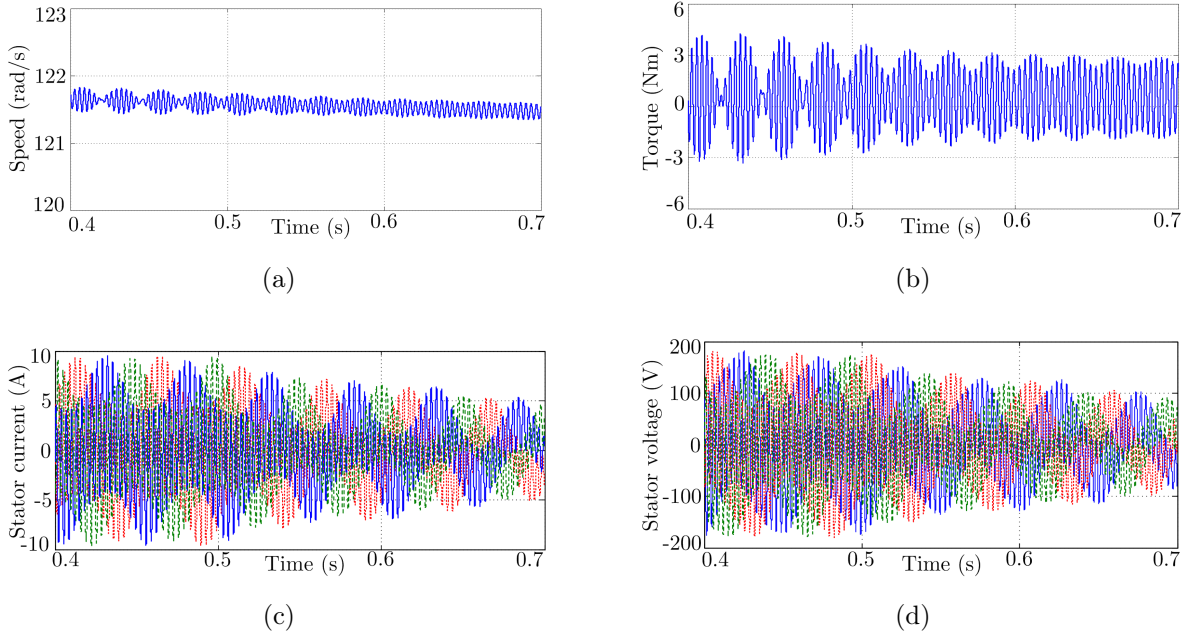 123
122
121
120
Speed (rad/s)
0.4
0.5
0.6
0.7
Time (s)
(a)
6
3
0
-3
-6
Torque (Nm)
0.4
0.5
0.6
0.7
Time (s)
(b)
10
5
0
-5
-10
Stator current (A)
0.4
0.5
0.6
0.7
Time (s)
(c)
200
100
0
-100
-200
Stator voltage (V)
0.4
0.5
0.6
0.7
Time (s)
(d)